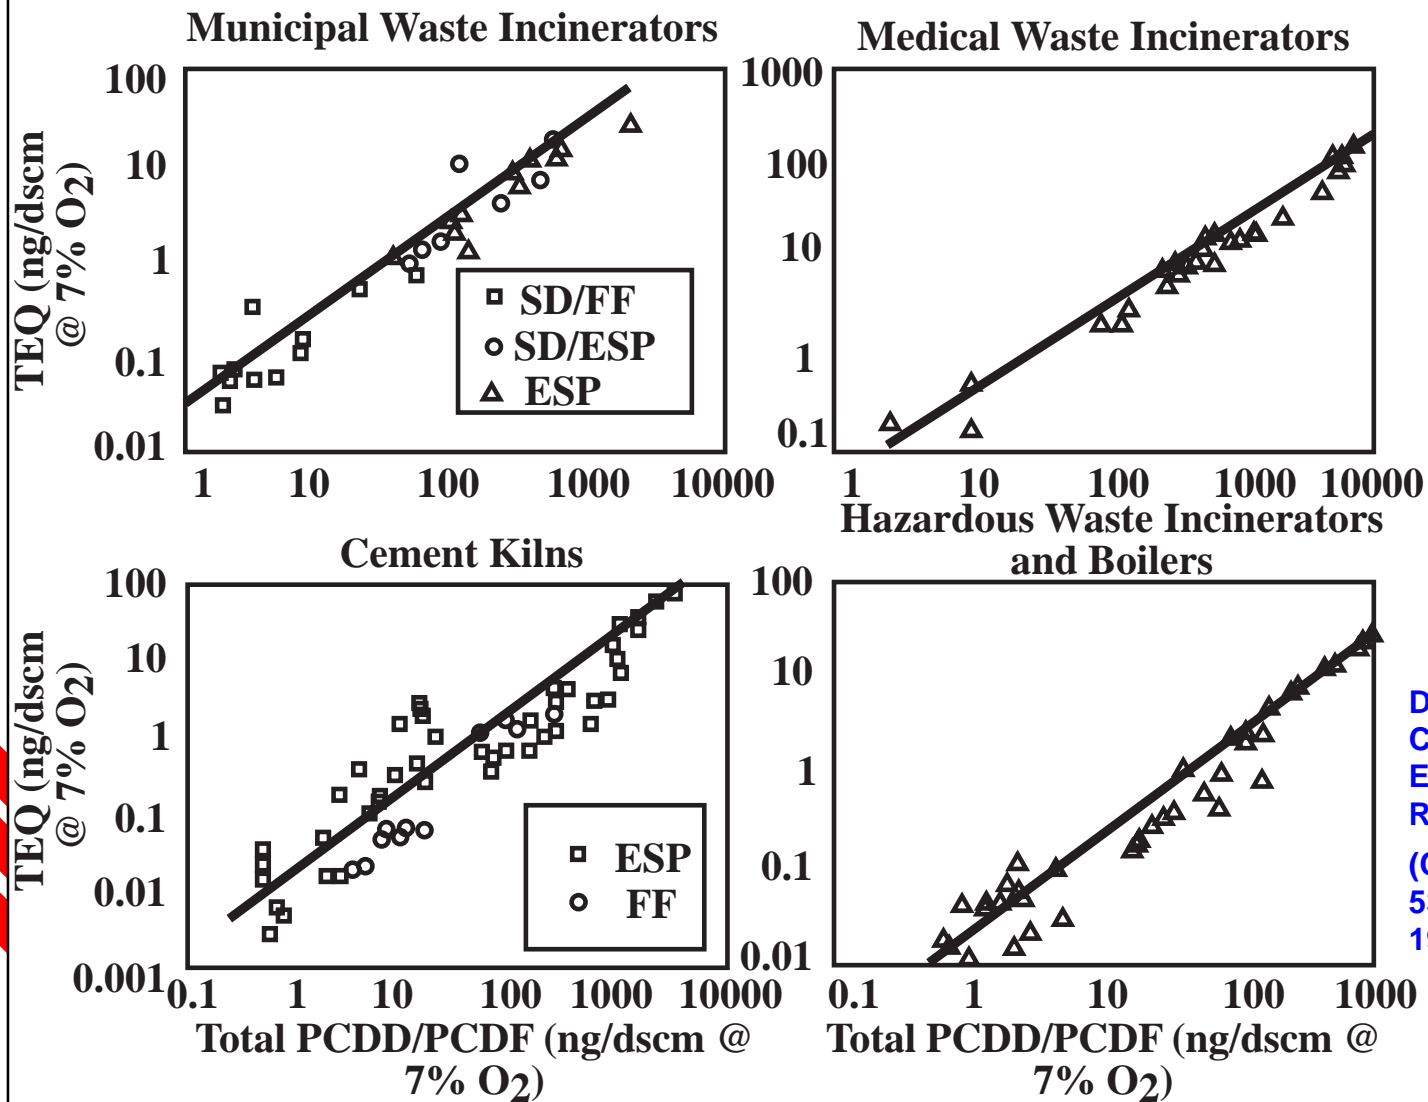 Municipal Waste Incinerators
TEQ (ng/dscm
@ 7% O2)
100
10
1
0.1
0.01
SD/FF
SD/ESP
ESP
1 10 100 1000 10000
Medical Waste Incinerators
1000
100
10
1
0.1
1 10 100 1000 10000
Cement Kilns
TEQ (ng/dscm
@ 7% O2)
100
10
1
0.1
0.01
0.001
ESP
FF
0.1 1 10 100 1000 10000
Total PCDD/PCDF (ng/dscm @
7% O2)
Hazardous Waste Incinerators
and Boilers
100
10
1
0.1
0.01
0.1 1 10 100 1000
Total PCDD/PCDF (ng/dscm @
7% O2)